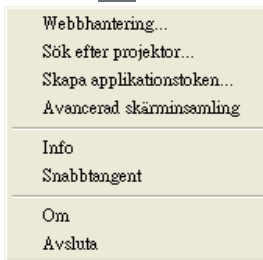 Webbhantering...
Sök efter projektor...
Skapa applikationstoken...
Avancerad skärminsamling
Info
Snabbtangent
Om
Avsluta